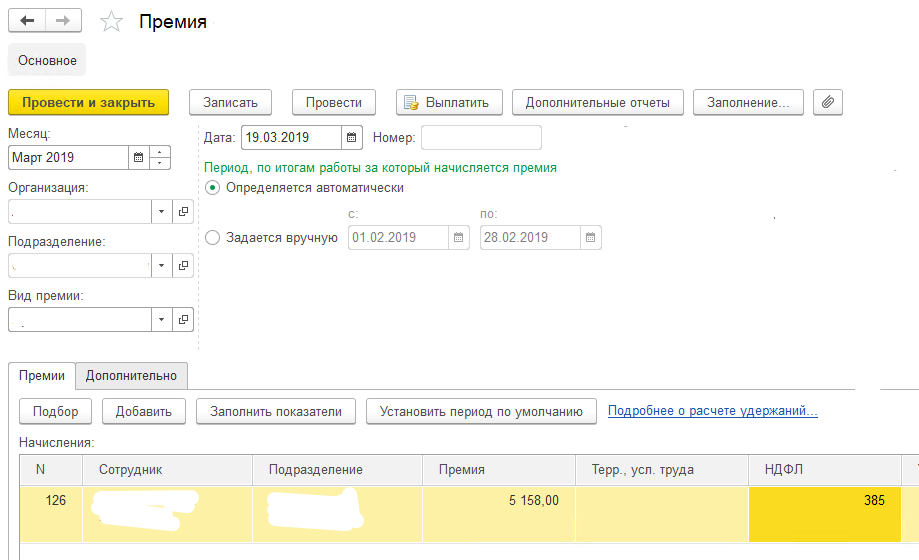 Премия
Основное
Провести и закрыть Записать Провести Выплатить Дополнительные отчеты Заполнение...
Месяц: Дата: 19.03.2019 Номер:
Март 2019
Период, по итогам работы за который начисляется премия
Определяется автоматически
Организация:
с: по:
Задается вручную 01.02.2019 28.02.2019
Подразделение:
Вид премии:
Премии Дополнительно
Подбор Добавить Заполнить показатели Установить период по умолчанию Подробнее о расчете удержаний...
Начисления:
N Сотрудник Подразделение Премия Терр., усл. труда НДФЛ
126 5 158,00 385